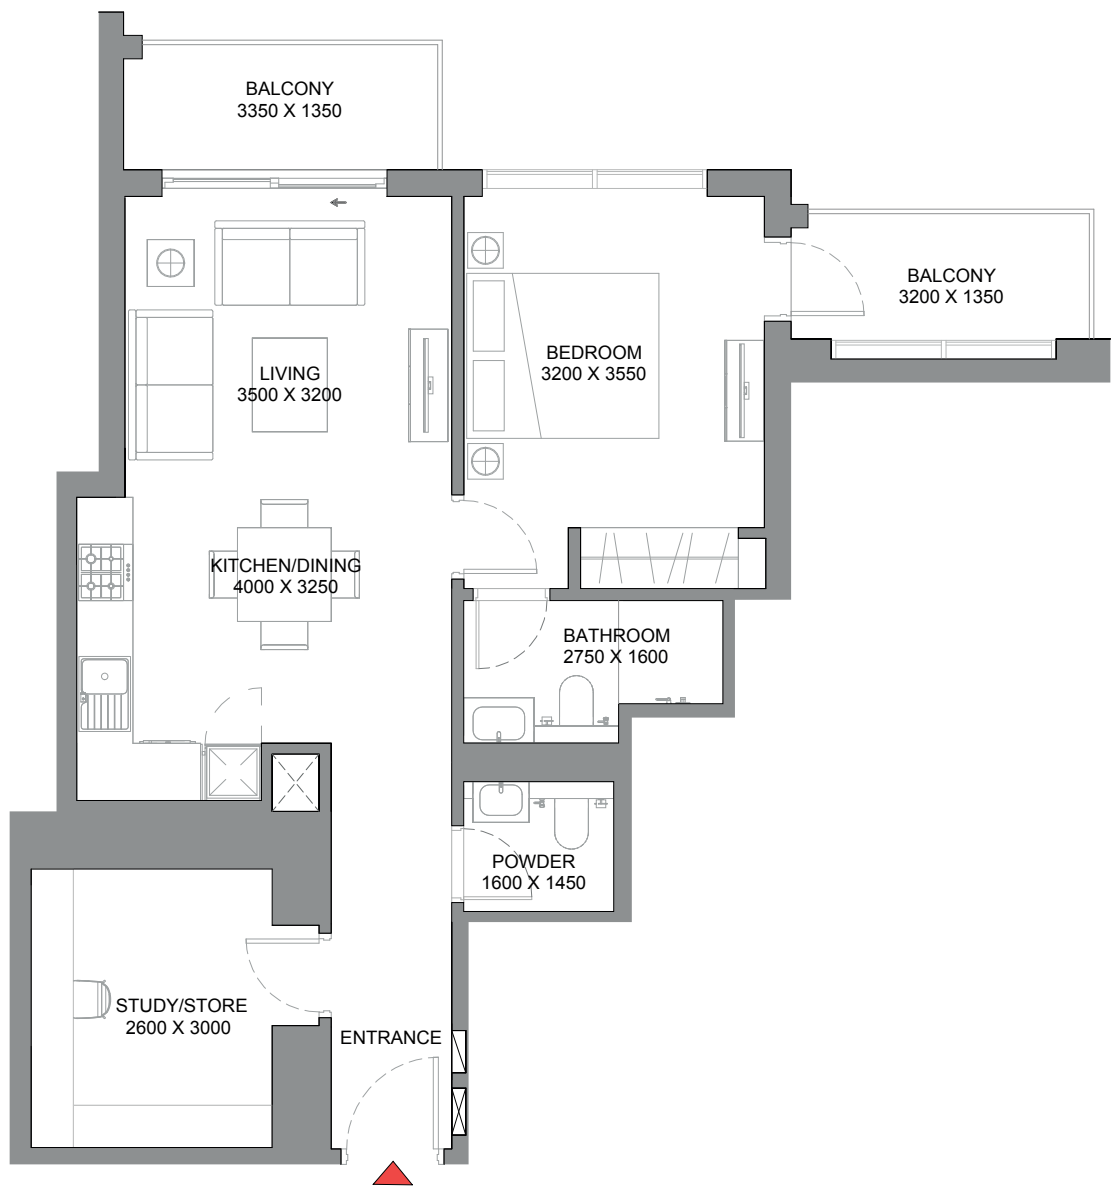 BALCONY
3350 X 1350
BALCONY
3200 X 1350
BEDROOM
3200 X 3550
LIVING
3500 X 3200
KITCHEN/DINING
4000 X 3250
BATHROOM
2750 X 1600
POWDER
1600 X 1450
STUDY/STORE
2600 X 3000
ENTRANCE